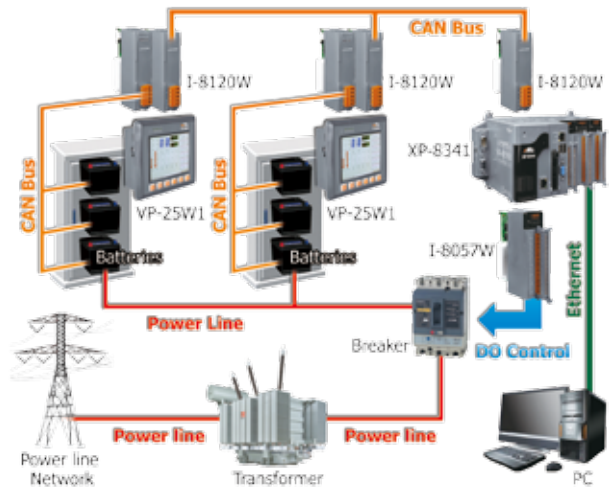 CAN Bus
I-8120W
I-8120W
I-8120W
XP-8341
CAN Bus
VP-25W1
CAN Bus
VP-25W1
I-8057W
Batteries
Batteries
Ethernet
Power Line
Breaker
DO Control
Power line
Power line
Power line
Network
Transformer
PC